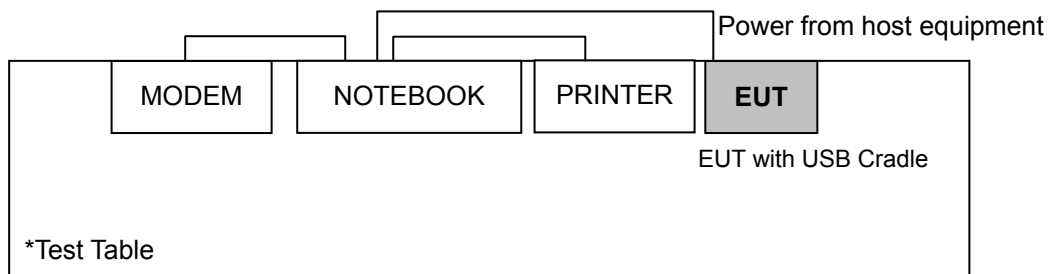 Power from host equipment
MODEM
NOTEBOOK
PRINTER
EUT
EUT with USB Cradle
*Test Table